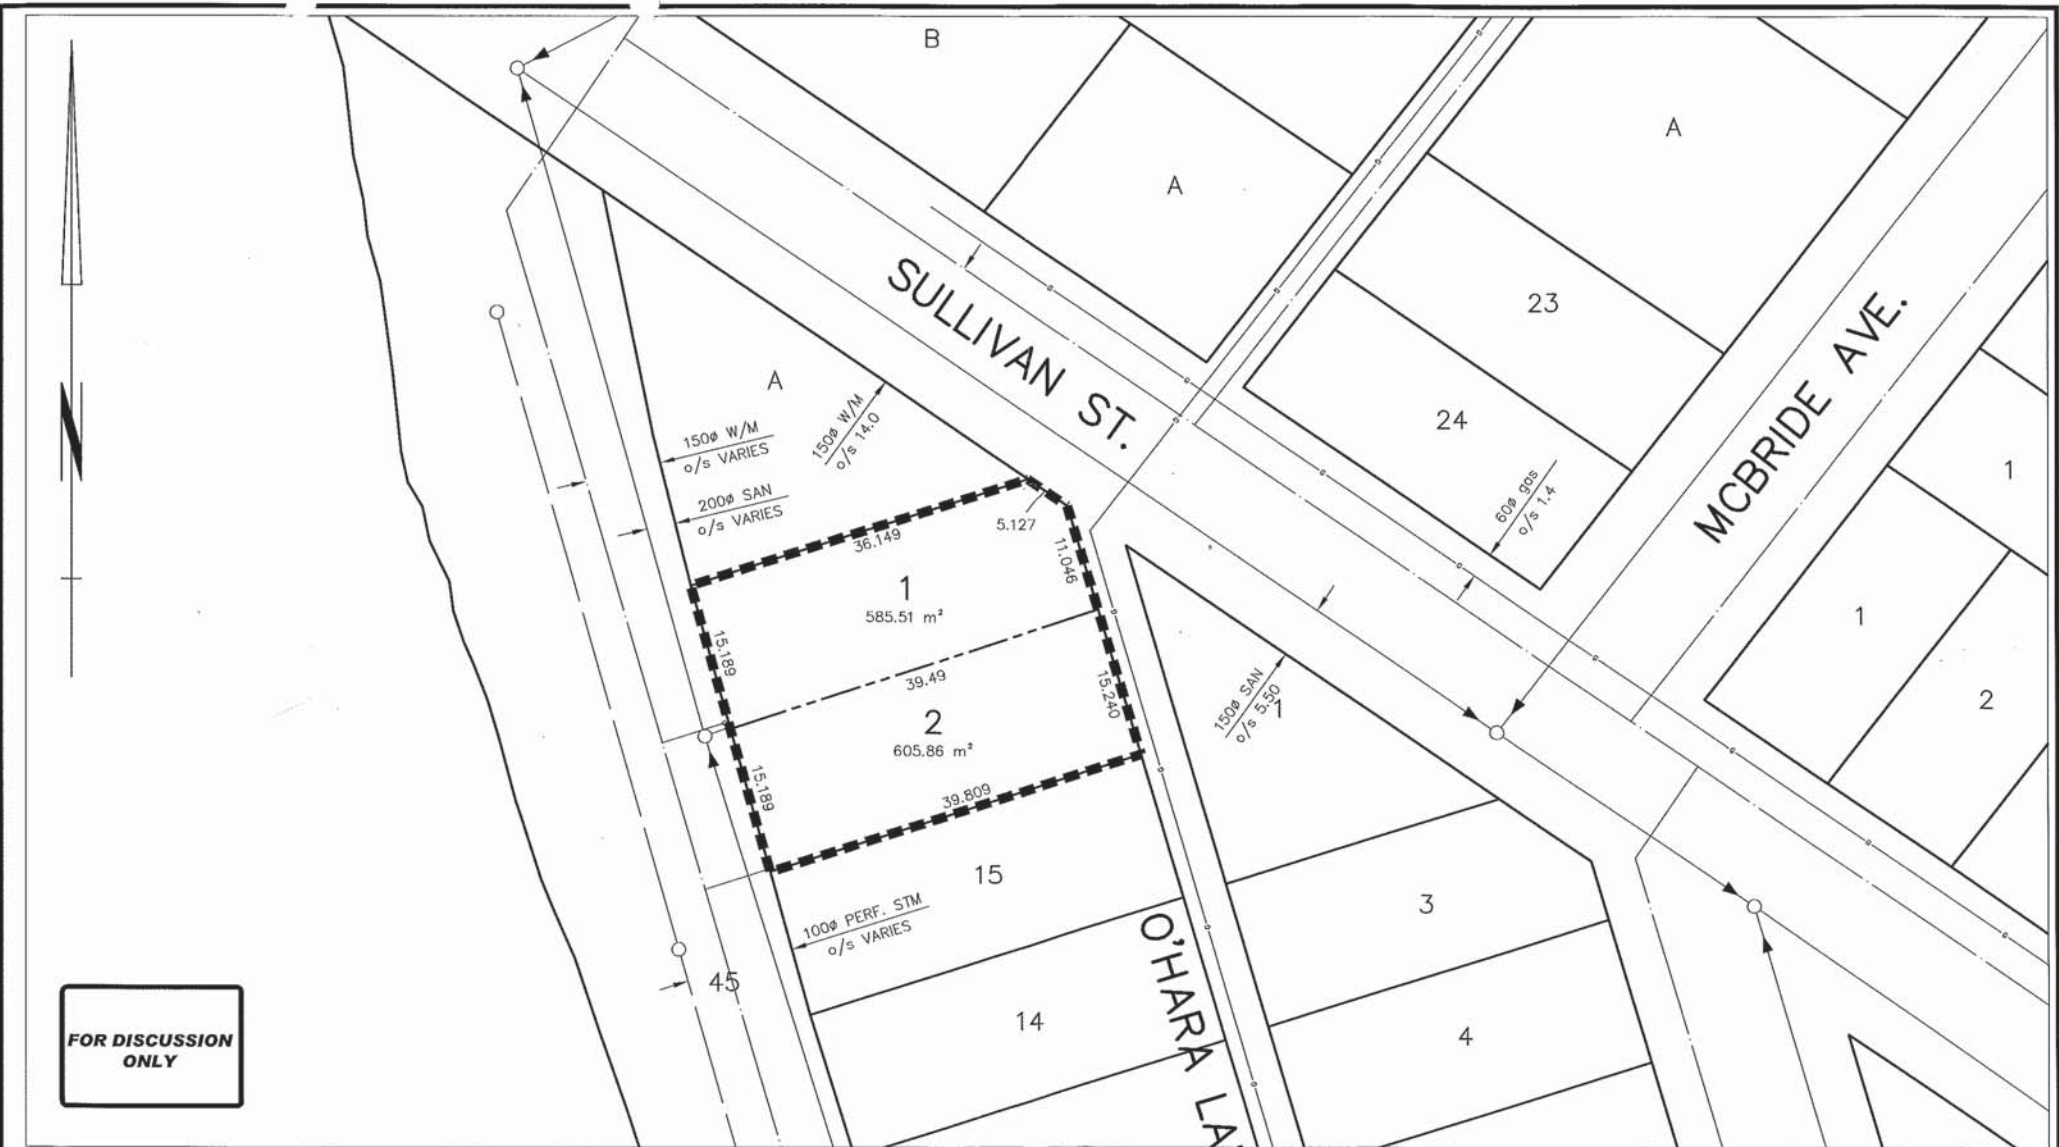 B
A
A
N
SULLIVAN ST.
MCBRIDE AVE.
23
24
A
150ø W/M
o/s VARIES
150ø W/M
o/s 14.0
200ø SAN
o/s VARIES
60ø gas
o/s 1.4
1
1
2
5.127
36.149
11.046
1
585.51 m²
15.189
39.49
15.240
2
605.86 m²
15.189
39.809
150ø SAN
o/s 5.50
1
15
3
100ø PERF. STM
o/s VARIES
45
14
4
O'HARA LA
FOR DISCUSSION
ONLY